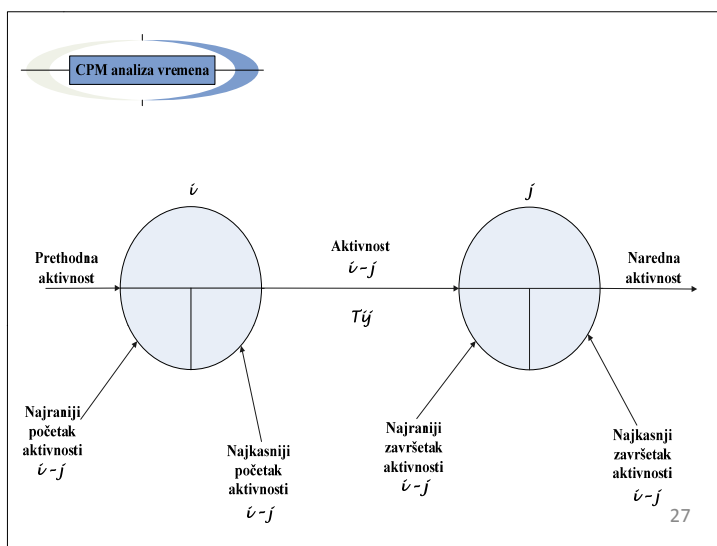 CPM analiza vremena
i
j
Prethodna
aktivnost
Aktivnost
i-j
Naredna
aktivnost
Tij
Najraniji
početak
aktivnosti
i-j
Najkasniji
početak
aktivnosti
i-j
Najraniji
završetak
aktivnosti
i-j
Najkasnji
završetak
aktivnosti
i-j
27